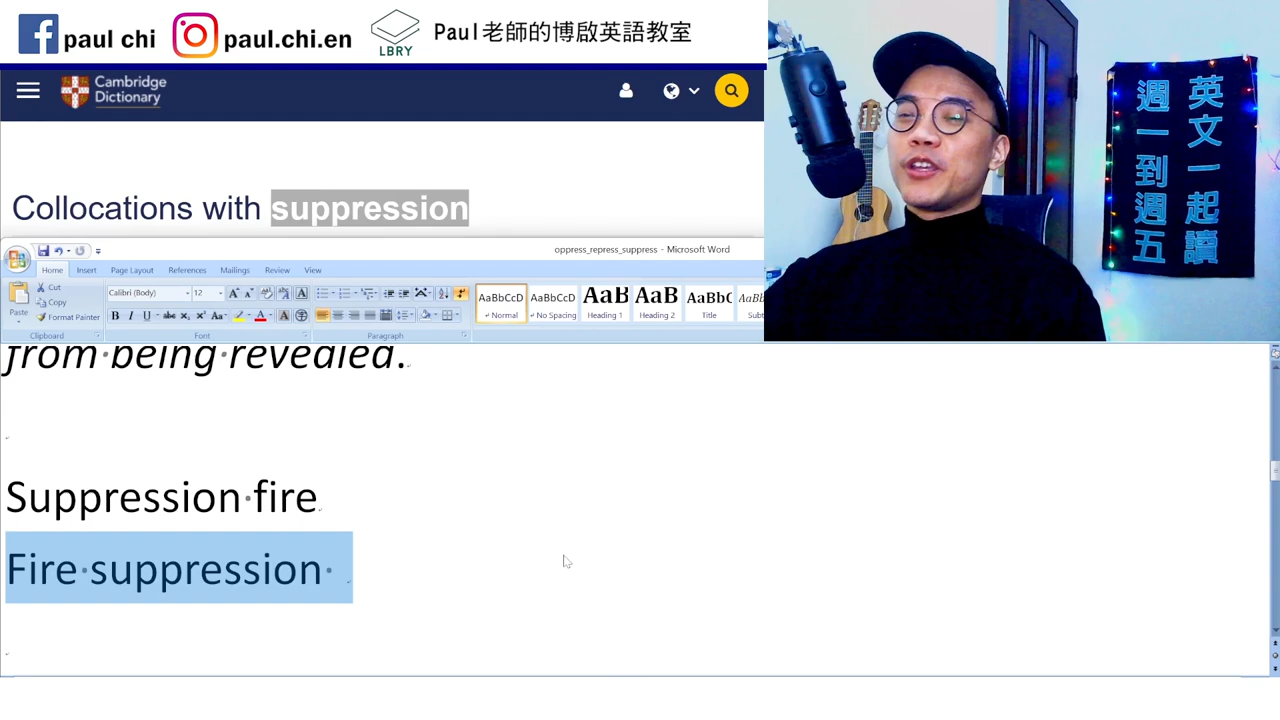 paul chi
paul.chi.en
LBRY
Paul老師的博啟英語教室
Cambridge
Dictionary
Collocations with suppression
oppress_repress_suppress - Microsoft Word
Home Insert Page Layout References Mailings Review View
Paste
Cut
Copy
Format Painter
Clipboard
Calibri (Body) 12
Font
Paragraph
AaBbCcD AaBbCcD AaBb AaB AaBbC AaBb
Normal No Spacing Heading 1 Heading 2 Title Subt
from being revealed.
Suppression fire
Fire suppression
英文一起讀
週一到週五